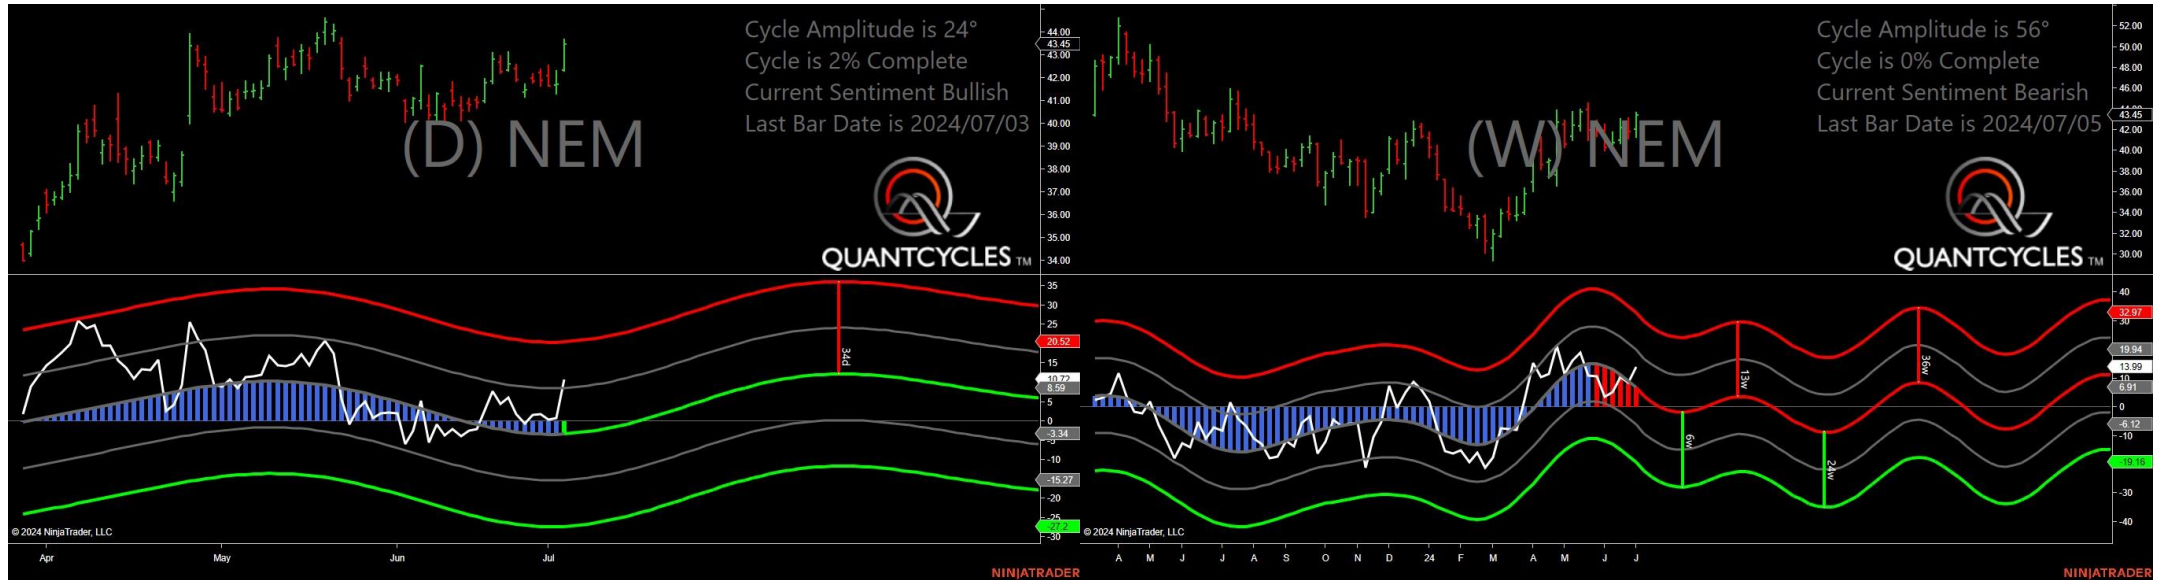 Cycle Amplitude is 24°
Cycle is 2% Complete
Current Sentiment Bullish
Last Bar Date is 2024/07/03
(D) NEM
QUANTCYCLES TM
44.00
43.45
43.00
42.00
41.00
40.00
39.00
38.00
37.00
36.00
35.00
34.00
35
30
25
20.52
15
10.72
8.59
5
0
-3.34
-5
-10
-15.27
-20
-25
-27.2
-30
34d
© 2024 NinjaTrader, LLC
Apr May Jun Jul
NINJATRADER
Cycle Amplitude is 56°
Cycle is 0% Complete
Current Sentiment Bearish
Last Bar Date is 2024/07/05
(W) NEM
QUANTCYCLES TM
52.00
50.00
48.00
46.00
44.00
43.45
42.00
40.00
38.00
36.00
34.00
32.00
30.00
40
32.97
30
19.94
13.99
10
6.91
0
-6.12
-10
-19.16
-30
-40
13w
36w
6w
24w
© 2024 NinjaTrader, LLC
A M J J A S O N D 24 F M A M J J
NINJATRADER